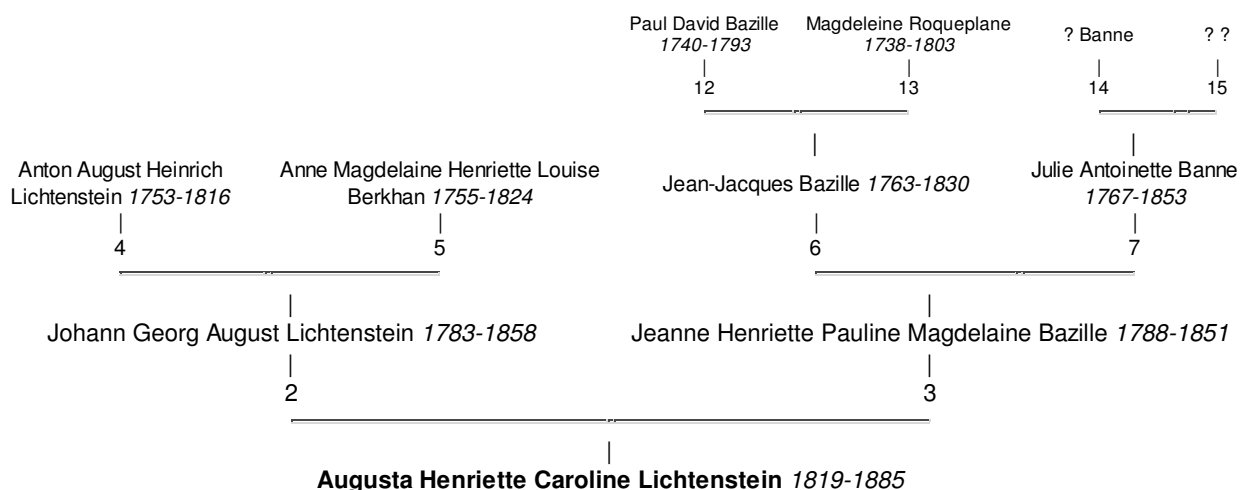 Paul David Bazille Magdeleine Roqueplane
1740-1793 1738-1803
? Banne ? ?
12 13 14 15
Anton August Heinrich
Lichtenstein 1753-1816
Anne Magdelaine Henriette Louise
Berkhan 1755-1824
Jean-Jacques Bazille 1763-1830
Julie Antoinette Banne
1767-1853
4 5 6 7
Johann Georg August Lichtenstein 1783-1858
Jeanne Henriette Pauline Magdelaine Bazille 1788-1851
2 3
Augusta Henriette Caroline Lichtenstein 1819-1885